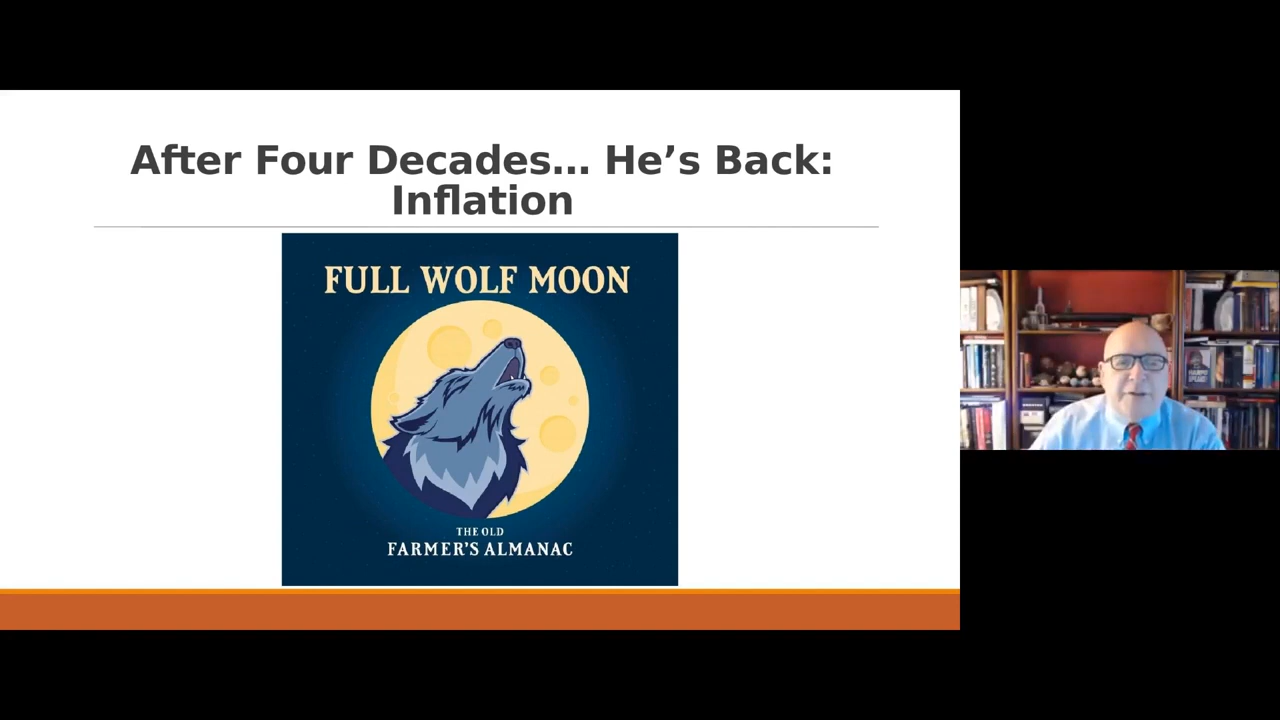 After Four Decades... He’s Back:
Inflation
FULL WOLF MOON
THE OLD
FARMER'S ALMANAC